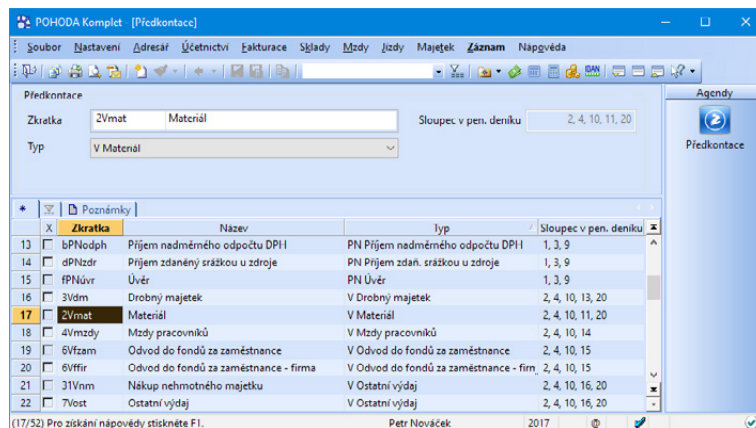 POHODA Komplet - [Předkontace]
Soubor Nastavení Adresář Účetnictví Fakturace Sklady Mzdy Jízdy Majetek Záznam Nápověda
Předkontace
Zkratka 2Vmat Materiál Sloupec v pen. deníku 2, 4, 10, 11, 20
Typ V Materiál
Agendy
Předkontace
* Poznámky
X Zkratka Název Typ Sloupec v pen. deníku
13 bPNodph Příjem nadměrného odpočtu DPH PN Příjem nadměrného odpočtu DPH 1, 3, 9
14 dPNzdr Příjem zdaněný srážkou u zdroje PN Příjem zdaň. srážkou u zdroje 1, 3, 9
15 fPNúvr Úvěr PN Úvěr 1, 3, 9
16 3Vdm Drobný majetek V Drobný majetek 2, 4, 10, 13, 20
17 2Vmat Materiál V Materiál 2, 4, 10, 11, 20
18 4Vmzdy Mzdy pracovníků V Mzdy pracovníků 2, 4, 10, 14
19 6Vfzam Odvod do fondů za zaměstnance V Odvod do fondů za zaměstnance 2, 4, 10, 15
20 6Vffir Odvod do fondů za zaměstnance - firma V Odvod do fondů za zaměstnance - firm 2, 4, 10, 15
21 31Vnm Nákup nehmotného majetku V Ostatní výdaj 2, 4, 10, 16, 20
22 7Vost Ostatní výdaj V Ostatní výdaj 2, 4, 10, 16, 20
(17/52) Pro získání nápovědy stiskněte F1. Petr Nováček 2017 @